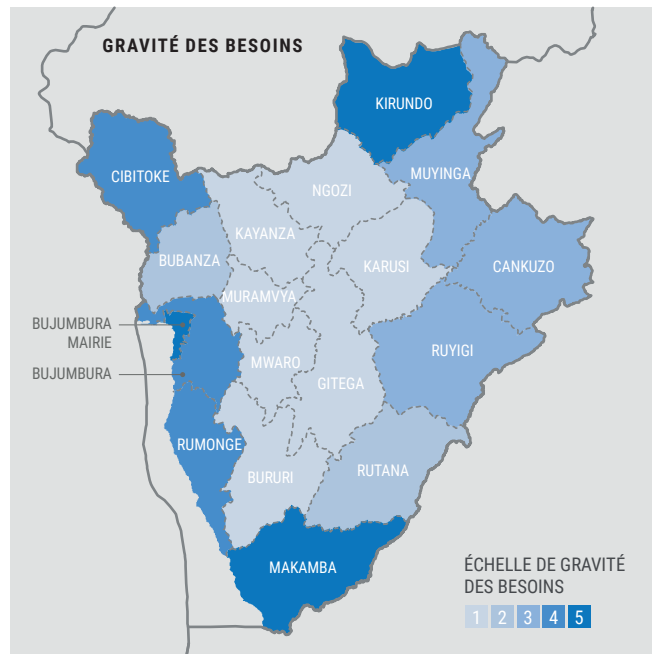 GRAVITÉ DES BESOINS
KIRUNDO
CIBITOKE
MUYINGA
NGOZI
KAYANZA
BUBANZA
KARUSI
CANKUZO
MURAMVYA
BUJUMBURA
MAIRIE
RUYIGI
MWARO
BUJUMBURA
GITEGA
RUMONGE
RUTANA
BURURI
MAKAMBA
ÉCHELLE DE GRAVITÉ
DES BESOINS
1 2 3 4 5